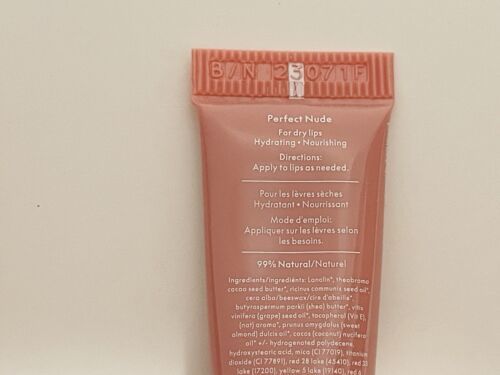 B/N 23071F
Perfect Nude
For dry lips
Hydrating • Nourishing
Directions:
Apply to lips as needed.
Pour les lèvres sèches
Hydratant • Nourrissant
Mode d'emploi:
Appliquer sur les lèvres selon
les besoins.
99% Natural/Naturel
Ingredients/Ingrédients: Lanolin*, theobroma
cacao seed butter*, ricinus communis seed oil*,
cera alba/beeswax/cire d'abeille*,
butyrospermum parkii (shea) butter*, vitis
vinifera (grape) seed oil*, tocopherol (Vit E),
(nat) aroma*, prunus amygdalus (sweet
almond) dulcis oil*, cocos (coconut) nucifera
oil* +/- hydrogenated polydecene,
hydroxystearic acid, mica (CI 77019), titanium
dioxide (CI 77891), red 28 lake (45410), red 33
lake (17200), yellow 5 lake (19140), red 6